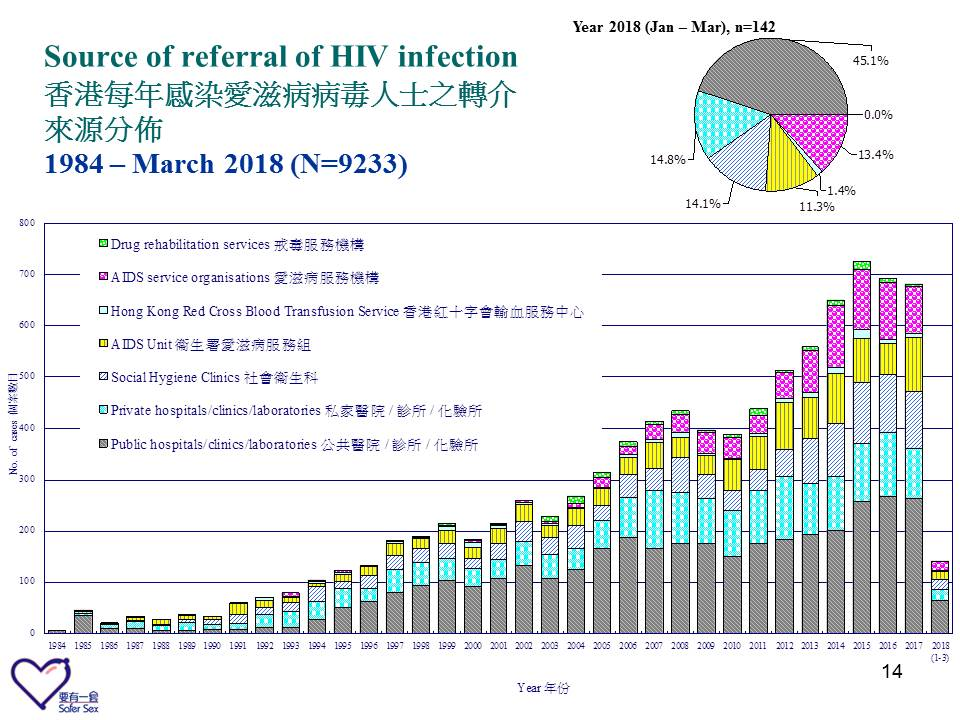 Source of referral of HIV infection
香港每年感染愛滋病病毒人士之轉介
來源分佈
1984 – March 2018 (N=9233)
Year 2018 (Jan – Mar), n=142
45.1%
0.0%
13.4%
1.4%
11.3%
14.1%
14.8%
No. of cases 個案數目
800
700
600
500
400
300
200
100
0
Drug rehabilitation services 戒毒服務機構
AIDS service organisations 愛滋病服務機構
Hong Kong Red Cross Blood Transfusion Service 香港紅十字會輸血服務中心
AIDS Unit 衞生署愛滋病服務組
Social Hygiene Clinics 社會衞生科
Private hospitals/clinics/laboratories 私家醫院 / 診所 / 化驗所
Public hospitals/clinics/laboratories 公共醫院 / 診所 / 化驗所
1984 1985 1986 1987 1988 1989 1990 1991 1992 1993 1994 1995 1996 1997 1998 1999 2000 2001 2002 2003 2004 2005 2006 2007 2008 2009 2010 2011 2012 2013 2014 2015 2016 2017 2018
(1-3)
Year 年份
14
要有一套
Safer Sex